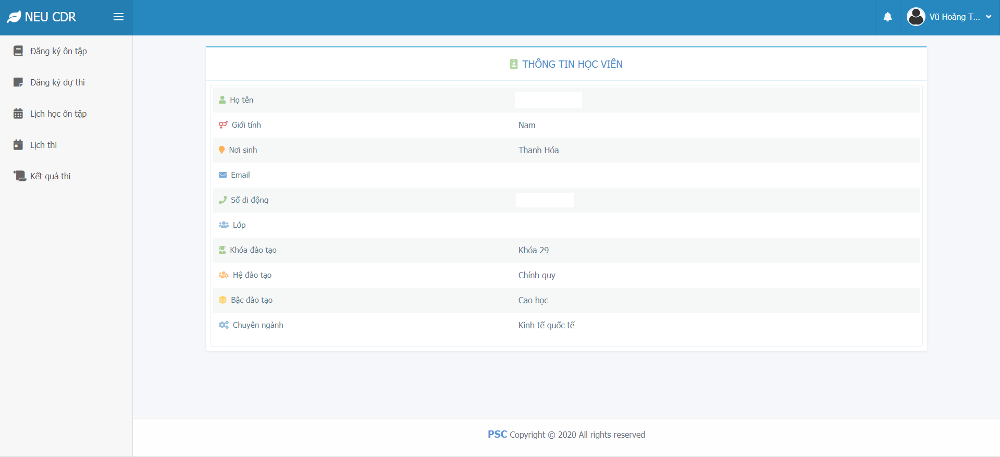 NEU CDR
Vũ Hoàng T...
Đăng ký ôn tập
Đăng ký dự thi
Lịch học ôn tập
Lịch thi
Kết quả thi
THÔNG TIN HỌC VIÊN
Họ tên
Giới tính Nam
Nơi sinh Thanh Hóa
Email
Số di động
Lớp
Khóa đào tạo Khóa 29
Hệ đào tạo Chính quy
Bậc đào tạo Cao học
Chuyên ngành Kinh tế quốc tế
PSC Copyright © 2020 All rights reserved